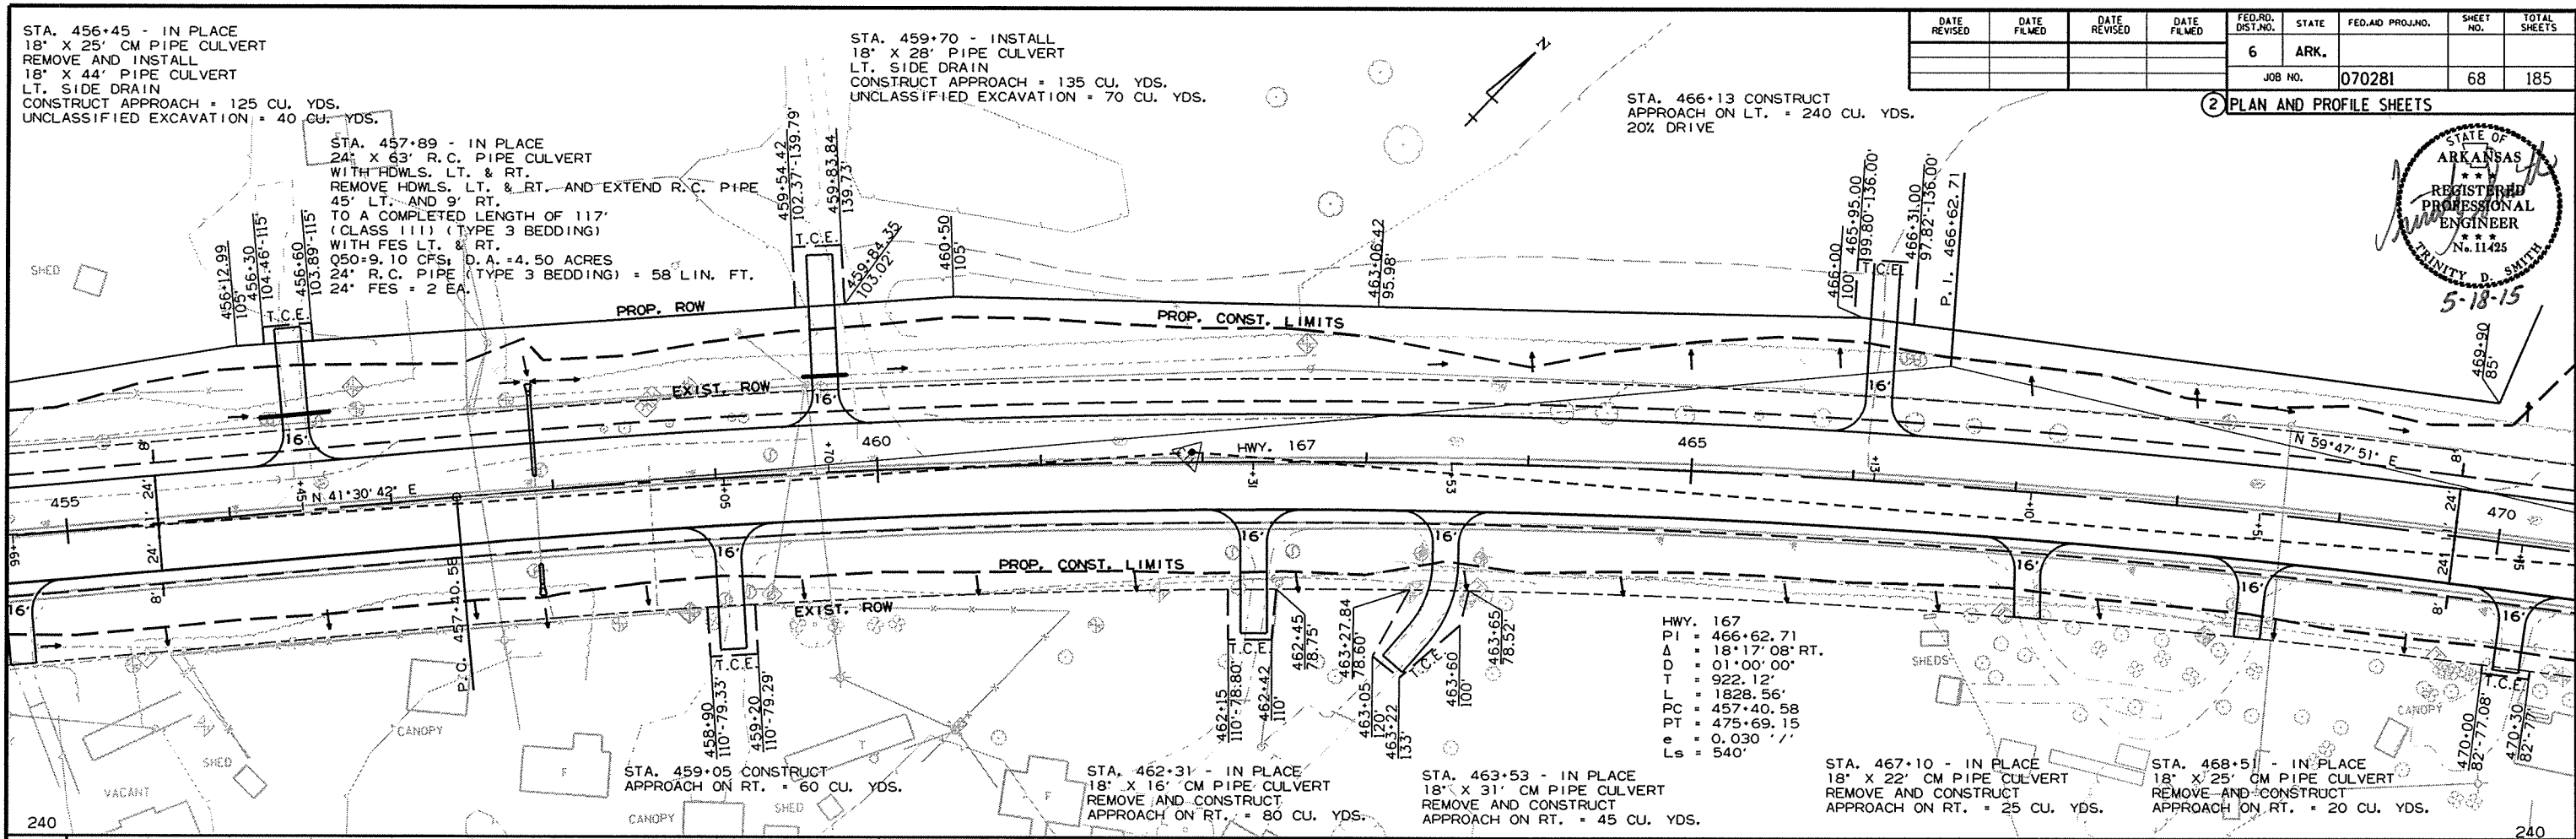 STA. 456+45 - IN PLACE
18" X 25' CM PIPE CULVERT
REMOVE AND INSTALL
18" X 44' PIPE CULVERT
LT. SIDE DRAIN
CONSTRUCT APPROACH = 125 CU. YDS.
UNCLASSIFIED EXCAVATION = 40 CU. YDS.
STA. 457+89 - IN PLACE
24" X 63' R.C. PIPE CULVERT
WITH HDWLS. LT. & RT.
REMOVE HDWLS. LT. & RT. AND EXTEND R.C. PIPE
45' LT. AND 9' RT.
TO A COMPLETED LENGTH OF 117'
(CLASS III) (TYPE 3 BEDDING)
WITH FES LT. & RT.
Q50=9.10 CFS; D.A.=4.50 ACRES
24" R.C. PIPE (TYPE 3 BEDDING) = 58 LIN. FT.
24" FES = 2 EA.
STA. 459+70 - INSTALL
18" X 28' PIPE CULVERT
LT. SIDE DRAIN
CONSTRUCT APPROACH = 135 CU. YDS.
UNCLASSIFIED EXCAVATION = 70 CU. YDS.
N
STA. 466+13 CONSTRUCT
APPROACH ON LT. = 240 CU. YDS.
20% DRIVE
DATE REVISED
DATE FILMED
DATE REVISED
DATE FILMED
FED.RD. DIST.NO.
STATE
FED.AID PROJ.NO.
SHEET NO.
TOTAL SHEETS
6 ARK.
JOB NO. 070281 68 185
2 PLAN AND PROFILE SHEETS
STATE OF
ARKANSAS
REGISTERED
PROFESSIONAL
ENGINEER
No. 11425
TRINITY D. SMITH
5-18-15
SHED
456+12.99
105'
456+30
104.46'-115'
456+60
103.89'-115'
T.C.E.
PROP. ROW
459+54.42
102.37'-139.79'
459+83.84
139.73'
T.C.E.
459+84.35
103.02'
460+50
105'
PROP. CONST. LIMITS
463+06.42
95.98'
466+00
100'
465+95.00
99.80'-136.00'
466+31.00
97.82'-136.00'
T.C.E.
P.I. 466+62.71
469+90
85'
EXIST. ROW
16'
16'
16'
8'
24'
24'
8'
455
+45
N 41°30'42" E
+66
16'
P.C. 457+40.58
+05
+70
460
HWY. 167
+31
+53
465
+13
+10
+51
N 59°47'51" E
8'
24'
24'
8'
470
+15
16'
16'
16'
16'
16'
16'
PROP. CONST. LIMITS
EXIST. ROW
T.C.E.
458+90
110'-79.33'
459+20
110'-79.29'
T.C.E.
462+15
110'-78.80'
462+42
110'
462+45
78.75'
463+27.84
78.60'
463+05
120'
463+22
133'
T.C.E.
463+60
100'
463+65
78.52'
HWY. 167
PI = 466+62.71
Δ = 18°17'08" RT.
D = 01°00'00"
T = 922.12'
L = 1828.56'
PC = 457+40.58
PT = 475+69.15
e = 0.030 '/'
Ls = 540'
SHEDS
T.C.E.
470+00
82'-77.08'
470+30
82'-77'
CANOPY
CANOPY
SHED
VACANT
F
T
SHED
CANOPY
F
STA. 459+05 CONSTRUCT
APPROACH ON RT. = 60 CU. YDS.
STA. 462+31 - IN PLACE
18" X 16' CM PIPE CULVERT
REMOVE AND CONSTRUCT
APPROACH ON RT. = 80 CU. YDS.
STA. 463+53 - IN PLACE
18" X 31' CM PIPE CULVERT
REMOVE AND CONSTRUCT
APPROACH ON RT. = 45 CU. YDS.
STA. 467+10 - IN PLACE
18" X 22' CM PIPE CULVERT
REMOVE AND CONSTRUCT
APPROACH ON RT. = 25 CU. YDS.
STA. 468+51 - IN PLACE
18" X 25' CM PIPE CULVERT
REMOVE AND CONSTRUCT
APPROACH ON RT. = 20 CU. YDS.
240
240